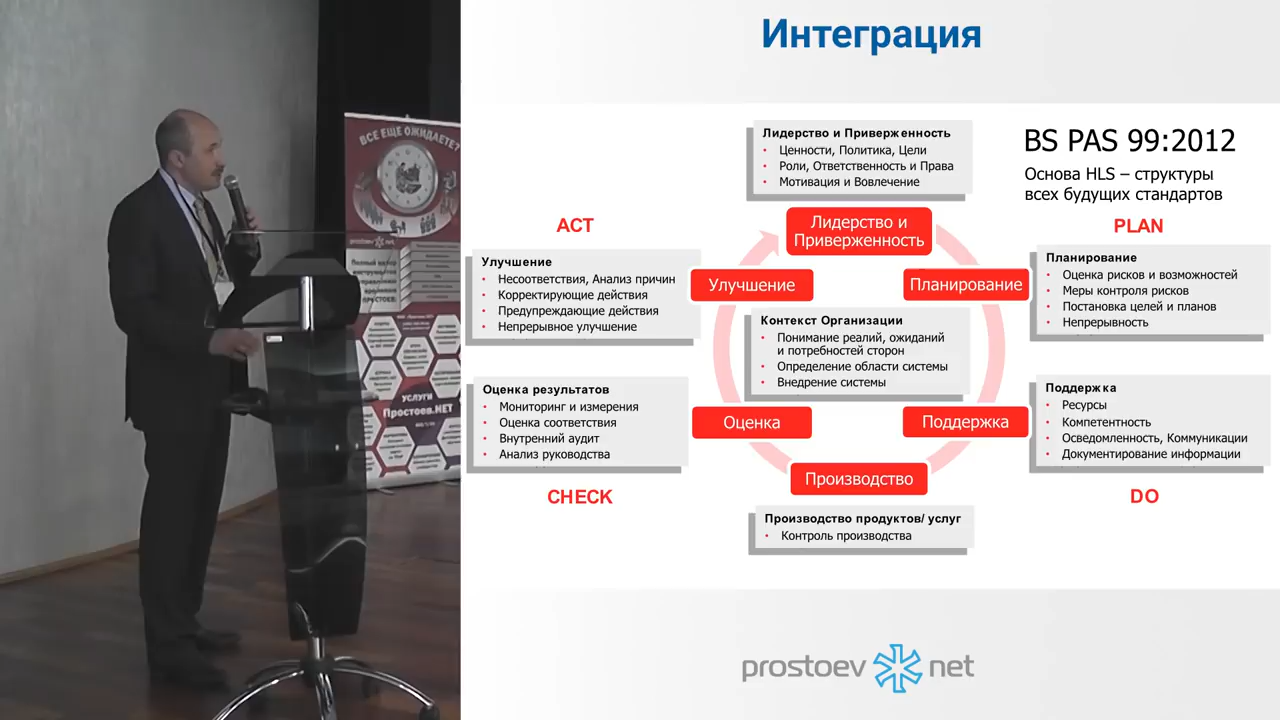 Интеграция
BS PAS 99:2012
Основа HLS – структуры
всех будущих стандартов
Лидерство и Приверженность
• Ценности, Политика, Цели
• Роли, Ответственность и Права
• Мотивация и Вовлечение
ACT
PLAN
Лидерство и
Приверженность
Улучшение
• Несоответствия, Анализ причин
• Корректирующие действия
• Предупреждающие действия
• Непрерывное улучшение
Улучшение
Планирование
Планирование
• Оценка рисков и возможностей
• Меры контроля рисков
• Постановка целей и планов
• Непрерывность
Контекст Организации
• Понимание реалий, ожиданий
и потребностей сторон
• Определение области системы
• Внедрение системы
Оценка результатов
• Мониторинг и измерения
• Оценка соответствия
• Внутренний аудит
• Анализ руководства
Оценка
Поддержка
Поддержка
• Ресурсы
• Компетентность
• Осведомленность, Коммуникации
• Документирование информации
Производство
CHECK
DO
Производство продуктов/ услуг
• Контроль производства
prostoev net
ВСЕ ЕЩЕ ОЖИДАЕТЕ?
prostoev net
УСЛУГИ
Простоев.НЕТ